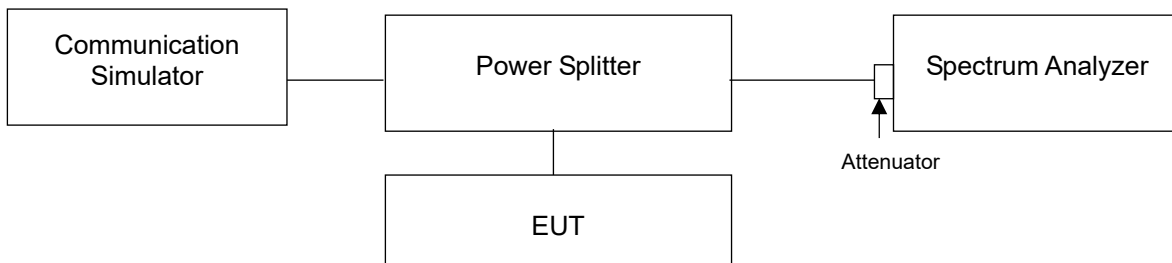 Communication
Simulator
Power Splitter
Spectrum Analyzer
Attenuator
EUT